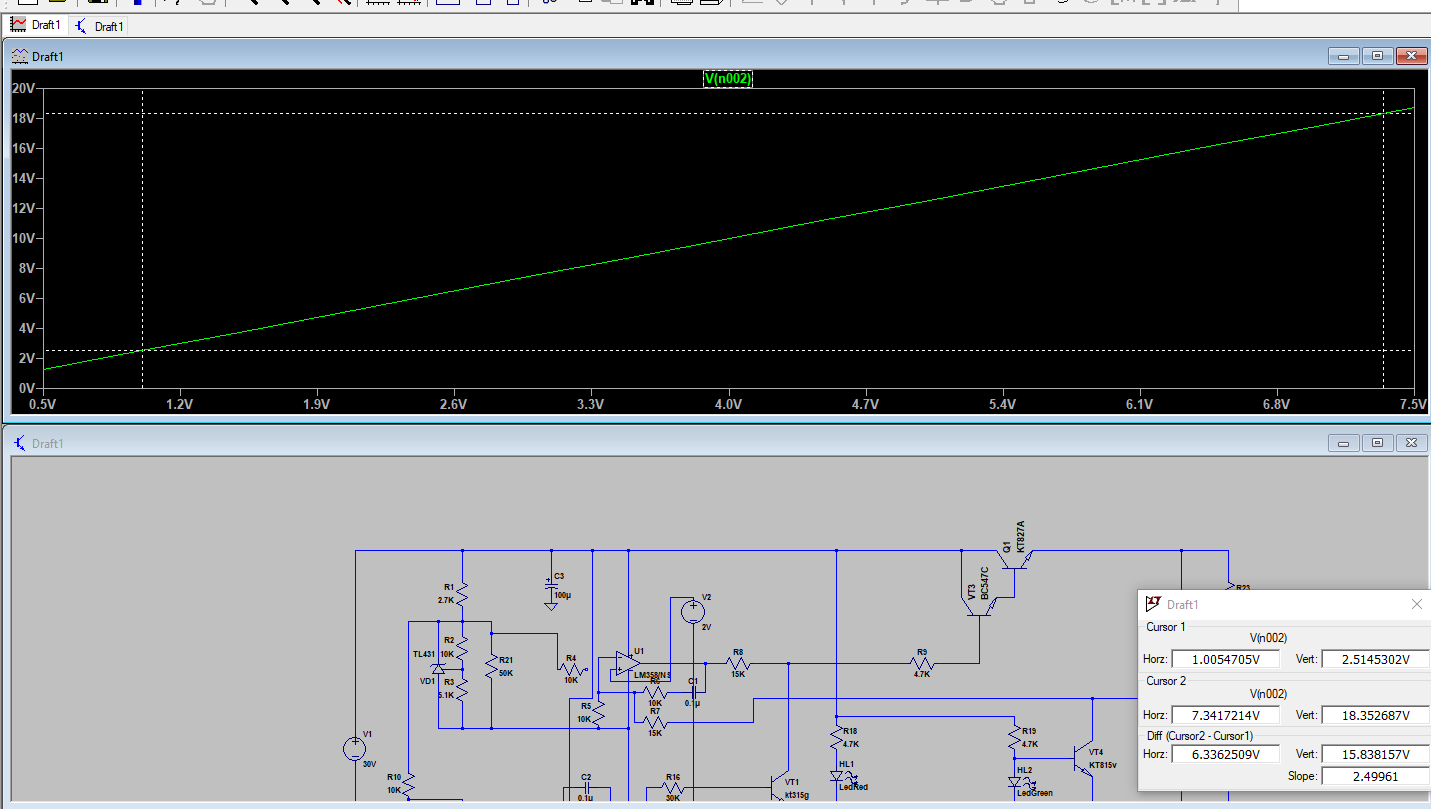 Draft1 Draft1
Draft1
V(n002)
20V
18V
16V
14V
12V
10V
8V
6V
4V
2V
0V
0.5V 1.2V 1.9V 2.6V 3.3V 4.0V 4.7V 5.4V 6.1V 6.8V 7.5V
Draft1
R1
2.7K
C3
100µ
Q1
KT827A
VT3
BC547C
R23
V2
2V
TL431
VD1
R2
10K
R3
5.1K
R21
50K
R4
10K
U1
LM358/NS
R6
10K
C1
0.1µ
R5
10K
R7
15K
R8
15K
R9
4.7K
V1
30V
R10
10K
C2
0.1µ
R16
30K
VT1
kt315g
R18
4.7K
HL1
LedRed
R19
4.7K
HL2
LedGreen
VT4
KT815v
Draft1
Cursor 1
V(n002)
Horz: 1.0054705V Vert: 2.5145302V
Cursor 2
V(n002)
Horz: 7.3417214V Vert: 18.352687V
Diff (Cursor2 - Cursor1)
Horz: 6.3362509V Vert: 15.838157V
Slope: 2.49961